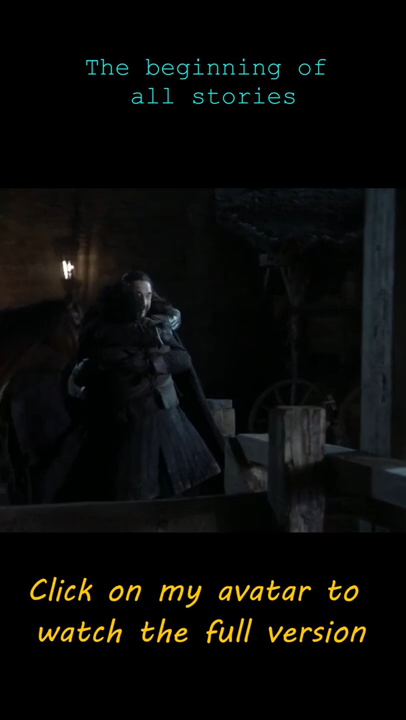 The beginning of
all stories
Click on my avatar to
watch the full version